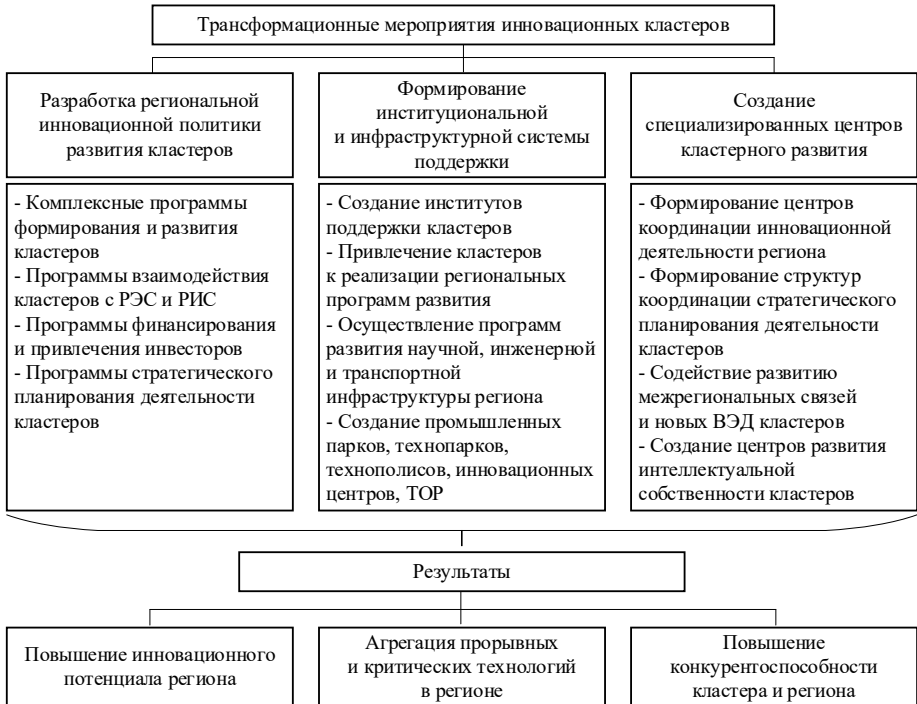 Трансформационные мероприятия инновационных кластеров
Разработка региональной
инновационной политики
развития кластеров
Формирование
институциональной
и инфраструктурной системы
поддержки
Создание
специализированных центров
кластерного развития
- Комплексные программы
формирования и развития
кластеров
- Программы взаимодействия
кластеров с РЭС и РИС
- Программы финансирования
и привлечения инвесторов
- Программы стратегического
планирования деятельности
кластеров
- Создание институтов
поддержки кластеров
- Привлечение кластеров
к реализации региональных
программ развития
- Осуществление программ
развития научной, инженерной
и транспортной
инфраструктуры региона
- Создание промышленных
парков, технопарков,
технополисов, инновационных
центров, ТОР
- Формирование центров
координации инновационной
деятельности региона
- Формирование структур
координации стратегического
планирования деятельности
кластеров
- Содействие развитию
межрегиональных связей
и новых ВЭД кластеров
- Создание центров развития
интеллектуальной
собственности кластеров
Результаты
Повышение инновационного
потенциала региона
Агрегация прорывных
и критических технологий
в регионе
Повышение
конкурентоспособности
кластера и региона